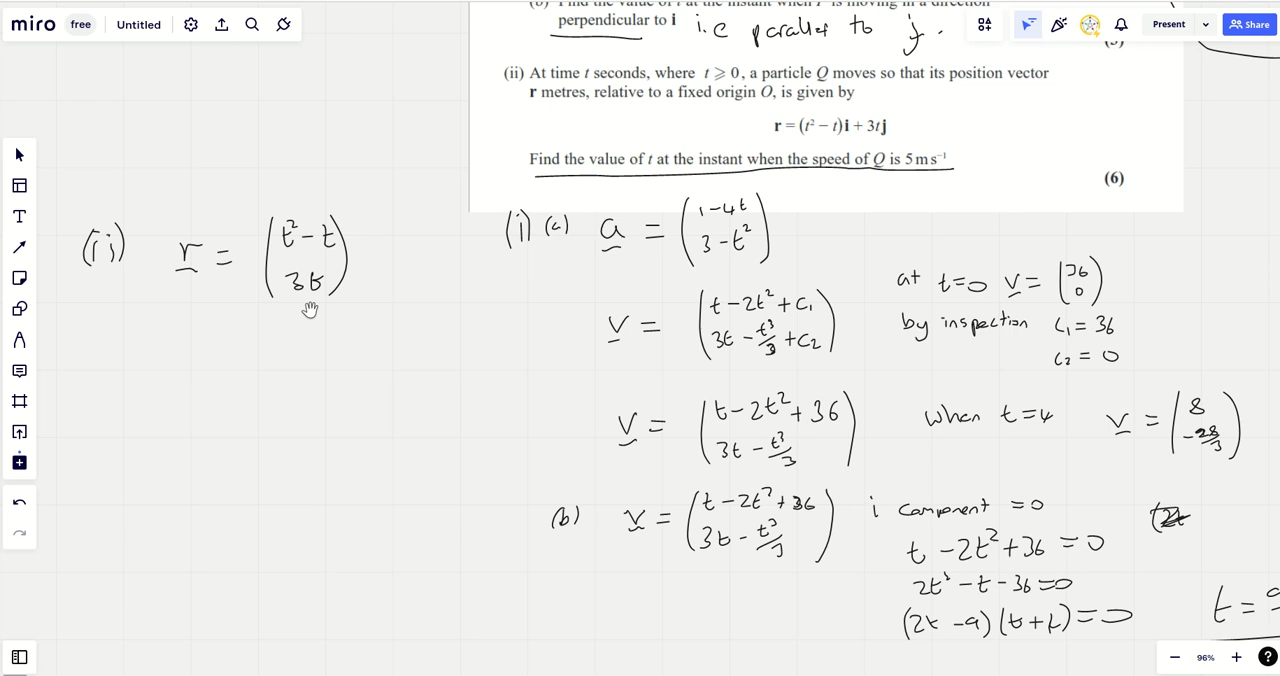 miro free Untitled
Present
Share
perpendicular to i i.e parallel to j.
(ii) At time t seconds, where t ⩾ 0, a particle Q moves so that its position vector
r metres, relative to a fixed origin O, is given by
r = (t² − t)i + 3tj
Find the value of t at the instant when the speed of Q is 5 m s⁻¹
(6)
(ii) r = (t² - t
3t)
(i) (a) a = (1 - 4t
3 - t²)
v = (t - 2t² + c₁
3t - t³/3 + c₂)
at t=0 v = (36
0)
by inspection c₁ = 36
c₂ = 0
v = (t - 2t² + 36
3t - t³/3)
when t=4 v = (8
-28/3)
(b) v = (t - 2t² + 36
3t - t³/3)
i component = 0
t - 2t² + 36 = 0
2t² - t - 36 = 0
(2t - 9)(t + 4) = 0
t =
96%